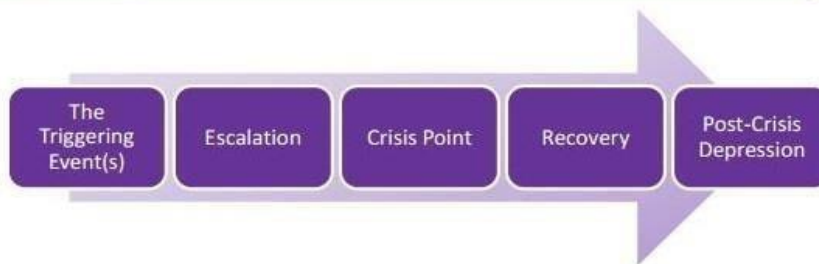 The
Triggering
Event(s)
Escalation
Crisis Point
Recovery
Post-Crisis
Depression